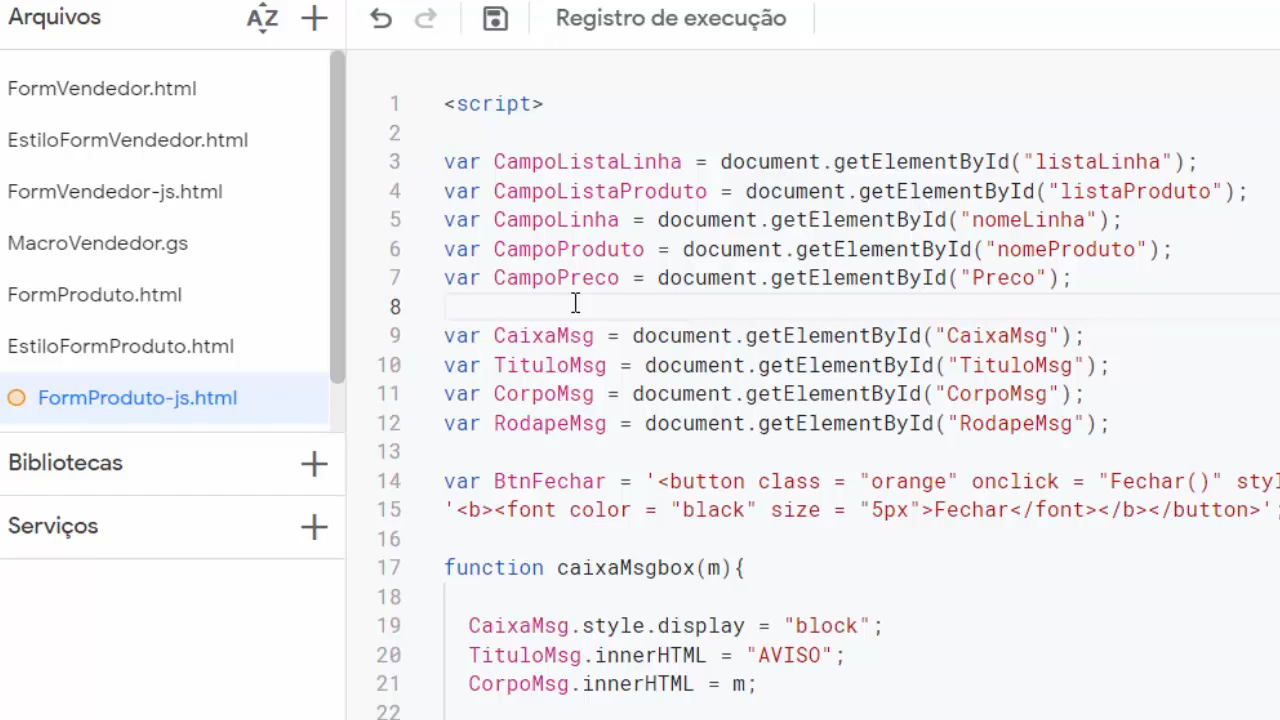 Arquivos
AZ
Registro de execução
FormVendedor.html
EstiloFormVendedor.html
FormVendedor-js.html
MacroVendedor.gs
FormProduto.html
EstiloFormProduto.html
FormProduto-js.html
Bibliotecas
Serviços
1 <script>
2
3 var CampoListaLinha = document.getElementById("listaLinha");
4 var CampoListaProduto = document.getElementById("listaProduto");
5 var CampoLinha = document.getElementById("nomeLinha");
6 var CampoProduto = document.getElementById("nomeProduto");
7 var CampoPreco = document.getElementById("Preco");
8
9 var CaixaMsg = document.getElementById("CaixaMsg");
10 var TituloMsg = document.getElementById("TituloMsg");
11 var CorpoMsg = document.getElementById("CorpoMsg");
12 var RodapeMsg = document.getElementById("RodapeMsg");
13
14 var BtnFechar = '<button class = "orange" onclick = "Fechar()" styl
15 '<b><font color = "black" size = "5px">Fechar</font></b></button>';
16
17 function caixaMsgbox(m){
18
19 CaixaMsg.style.display = "block";
20 TituloMsg.innerHTML = "AVISO";
21 CorpoMsg.innerHTML = m;
22